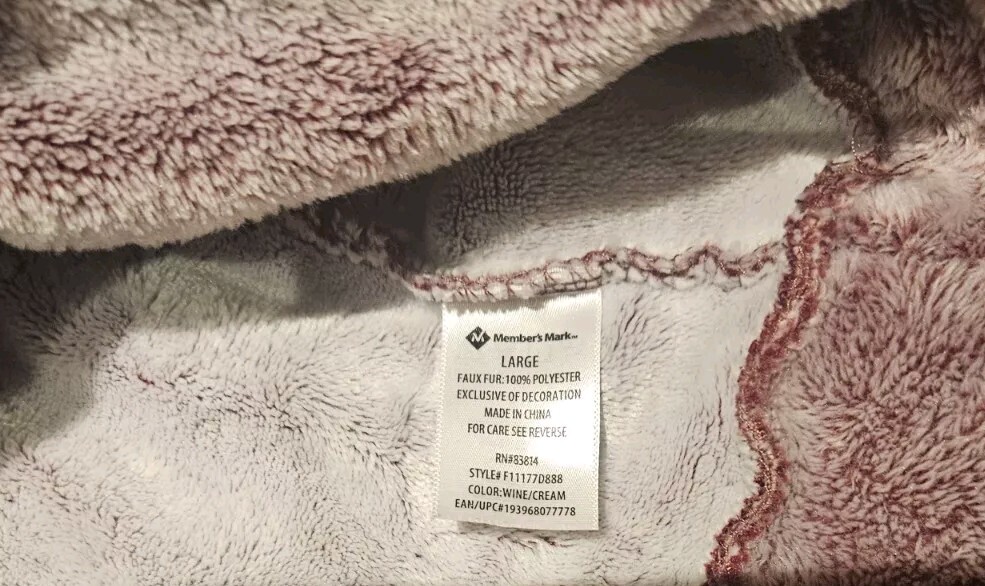 Member's Mark
LARGE
FAUX FUR:100% POLYESTER
EXCLUSIVE OF DECORATION
MADE IN CHINA
FOR CARE SEE REVERSE
RN#83814
STYLE# F11177D888
COLOR:WINE/CREAM
EAN/UPC#193968077778